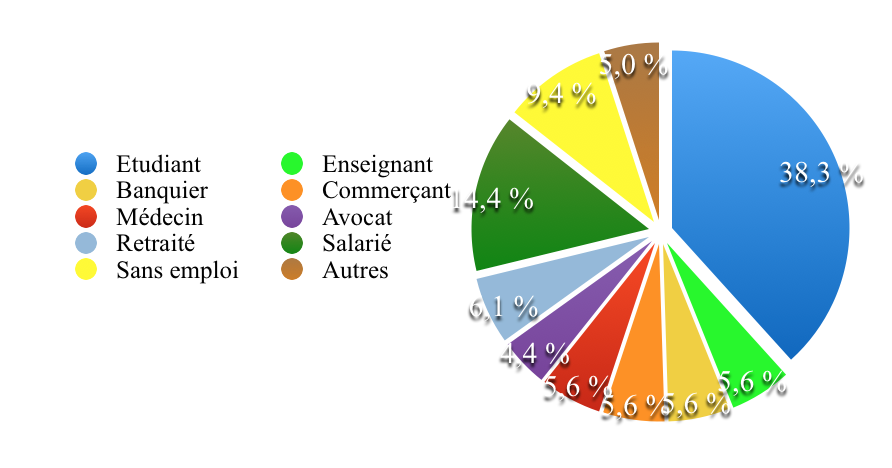 Etudiant
Enseignant
Banquier
Commerçant
Médecin
Avocat
Retraité
Salarié
Sans emploi
Autres
5,0 %
9,4 %
38,3 %
14,4 %
6,1 %
4,4 %
5,6 %
5,6 %
5,6 %
5,6 %